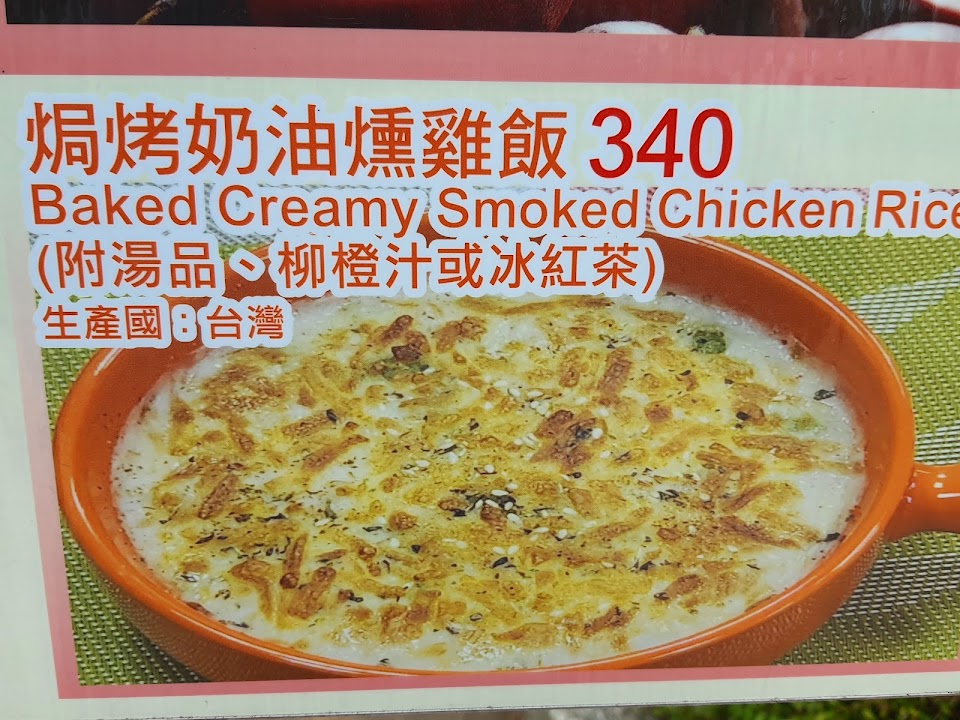 焗烤奶油燻雞飯 340
Baked Creamy Smoked Chicken Rice
(附湯品、柳橙汁或冰紅茶)
生產國：台灣